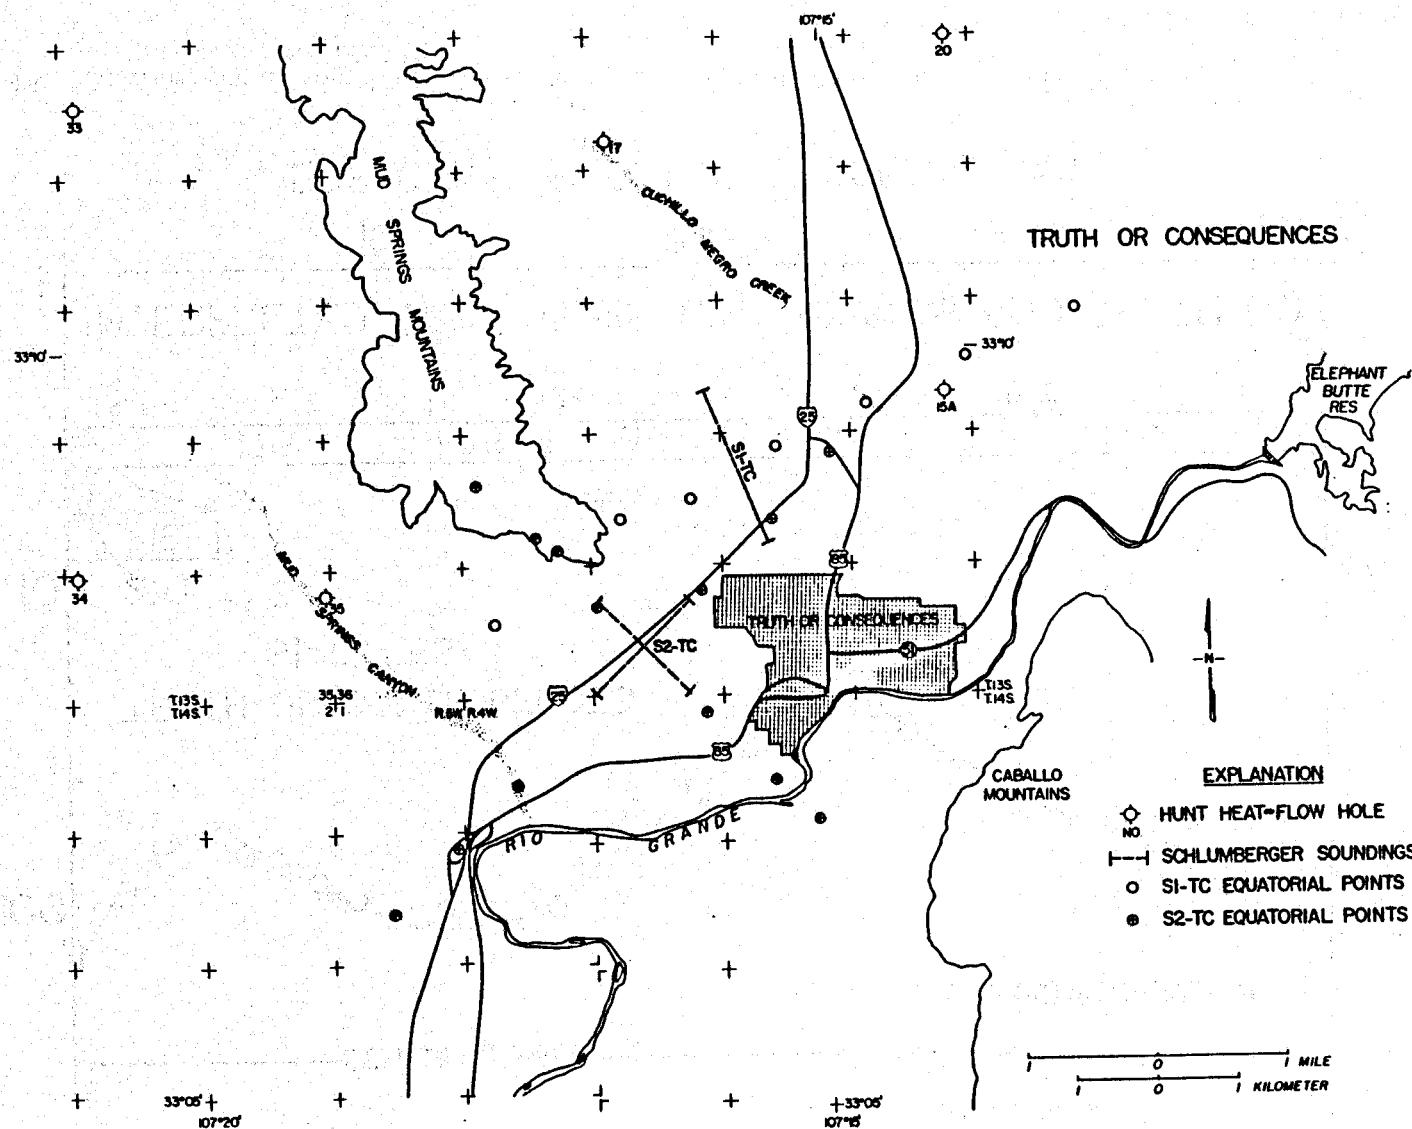 107°15'
20
33
17
MUD SPRINGS MOUNTAINS
CUCHILLO NEGRO CREEK
TRUTH OR CONSEQUENCES
33°10'
33°10'
ELEPHANT
BUTTE
RES
15A
25
S1-TC
85
34
35
MUD SPRINGS CANYON
TRUTH OR CONSEQUENCES
51
S2-TC
25
T.13S.
T.14S.
35 36
2 1
R.5W. R.4W.
T.13S.
T.14S.
85
CABALLO
MOUNTAINS
N
RIO GRANDE
EXPLANATION
NO.
HUNT HEAT-FLOW HOLE
SCHLUMBERGER SOUNDINGS
S1-TC EQUATORIAL POINTS
S2-TC EQUATORIAL POINTS
1 0 1 MILE
1 0 1 KILOMETER
33°05'
107°20'
33°05'
107°15'